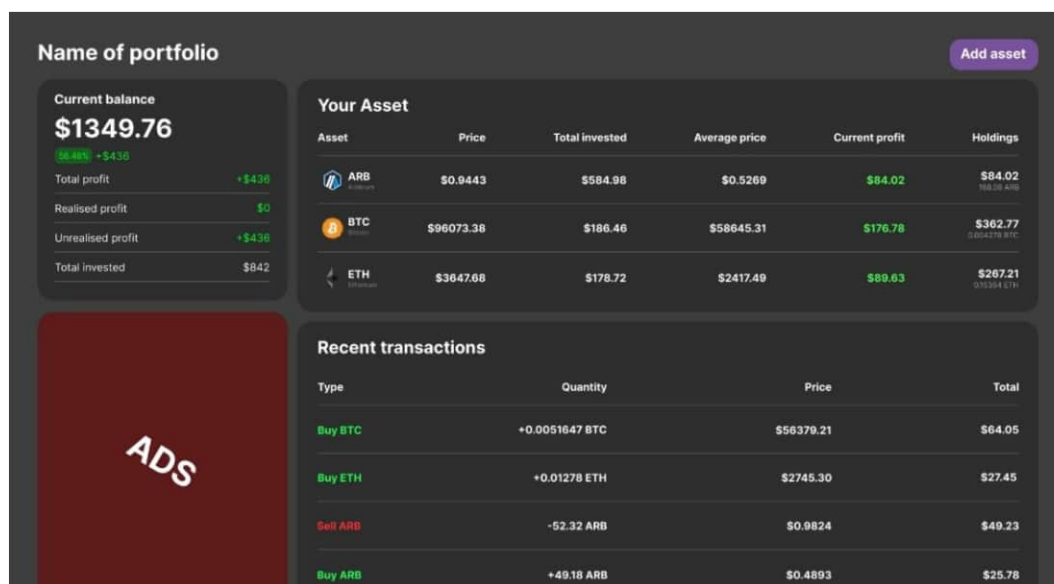 Name of portfolio
Add asset
Current balance
$1349.76
+$436
Total profit +$436
Realised profit $0
Unrealised profit +$436
Total invested $842
ADS
Your Asset
Asset Price Total invested Average price Current profit Holdings
ARB $0.9443 $584.98 $0.5269 $84.02 $84.02
BTC $96073.38 $186.46 $58645.31 $176.78 $362.77
ETH $3647.68 $178.72 $2417.49 $89.63 $267.21
Recent transactions
Type Quantity Price Total
Buy BTC +0.0051647 BTC $56379.21 $64.05
Buy ETH +0.01278 ETH $2745.30 $27.45
Sell ARB -52.32 ARB $0.9824 $49.23
Buy ARB +49.18 ARB $0.4893 $25.78